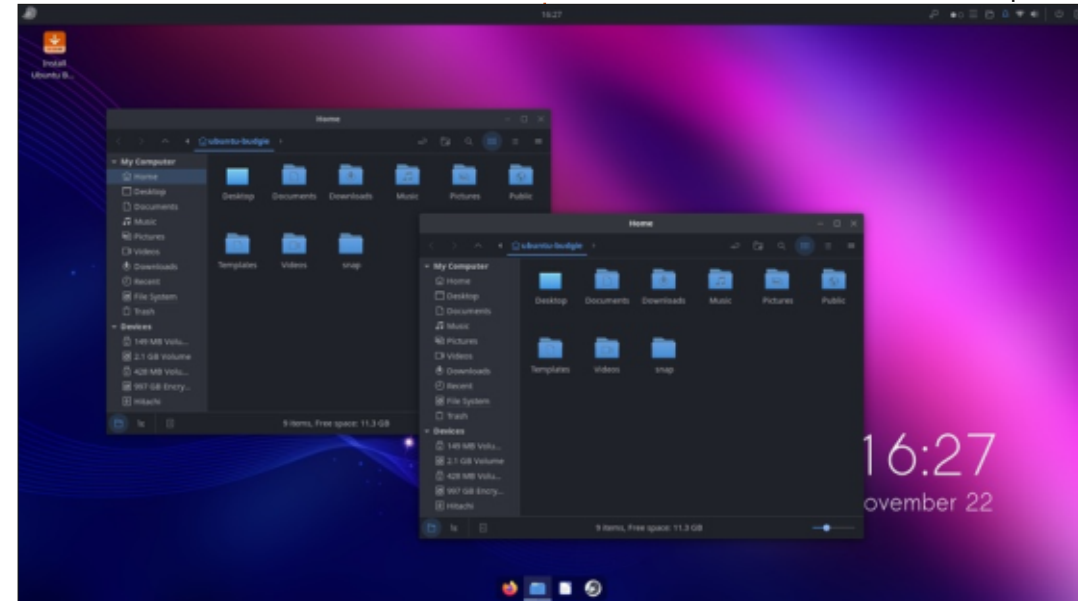 16:27
Install
Ubuntu B...
Home
ubuntu-budgie
My Computer
Home
Desktop
Documents
Music
Pictures
Videos
Downloads
Recent
File System
Trash
Devices
149 MB Volu...
2.1 GB Volume
428 MB Volu...
997 GB Encry...
Hitachi
Desktop
Documents
Downloads
Music
Pictures
Public
Templates
Videos
snap
9 items, Free space: 11.3 GB
Home
ubuntu-budgie
My Computer
Home
Desktop
Documents
Music
Pictures
Videos
Downloads
Recent
File System
Trash
Devices
149 MB Volu...
2.1 GB Volume
428 MB Volu...
997 GB Encry...
Hitachi
Desktop
Documents
Downloads
Music
Pictures
Public
Templates
Videos
snap
9 items, Free space: 11.3 GB
16:27
ovember 22